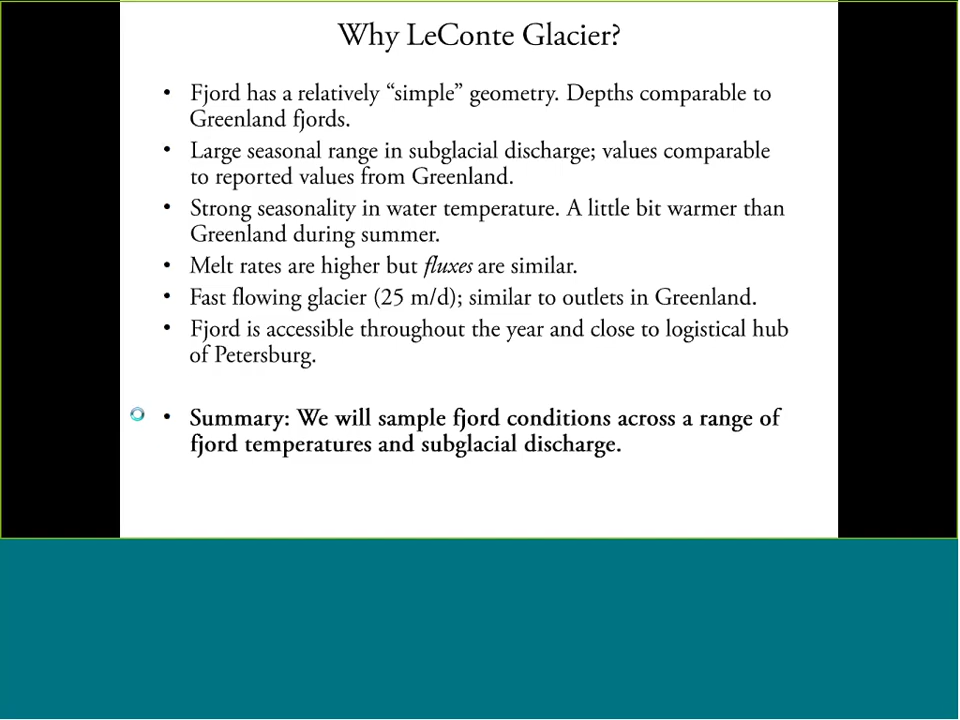 Why LeConte Glacier?
• Fjord has a relatively “simple” geometry. Depths comparable to
Greenland fjords.
• Large seasonal range in subglacial discharge; values comparable
to reported values from Greenland.
• Strong seasonality in water temperature. A little bit warmer than
Greenland during summer.
• Melt rates are higher but fluxes are similar.
• Fast flowing glacier (25 m/d); similar to outlets in Greenland.
• Fjord is accessible throughout the year and close to logistical hub
of Petersburg.
• Summary: We will sample fjord conditions across a range of
fjord temperatures and subglacial discharge.